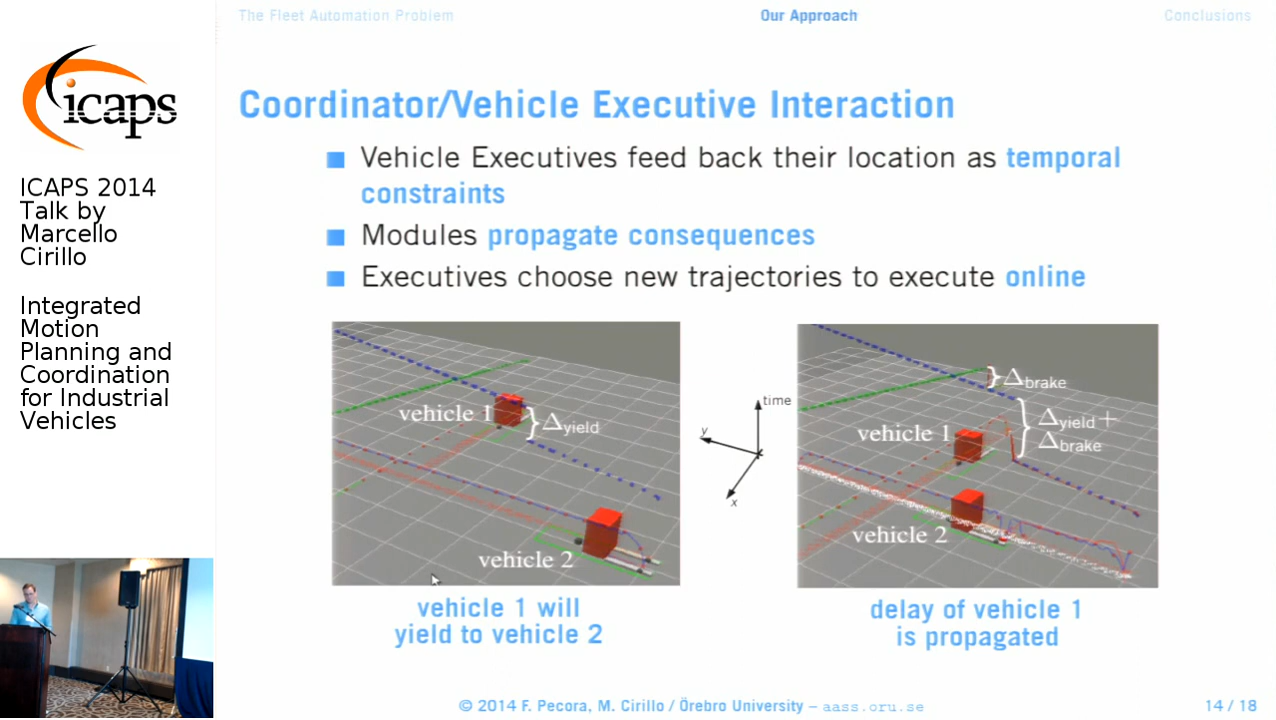 The Fleet Automation Problem
Our Approach
Conclusions
icaps
ICAPS 2014
Talk by
Marcello
Cirillo
Integrated
Motion
Planning and
Coordination
for Industrial
Vehicles
Coordinator/Vehicle Executive Interaction
Vehicle Executives feed back their location as temporal
constraints
Modules propagate consequences
Executives choose new trajectories to execute online
vehicle 1
}Δyield
vehicle 2
time
y
x
}Δbrake
vehicle 1
}Δyield+
Δbrake
vehicle 2
vehicle 1 will
yield to vehicle 2
delay of vehicle 1
is propagated
© 2014 F. Pecora, M. Cirillo / Örebro University – aass.oru.se
14 / 18